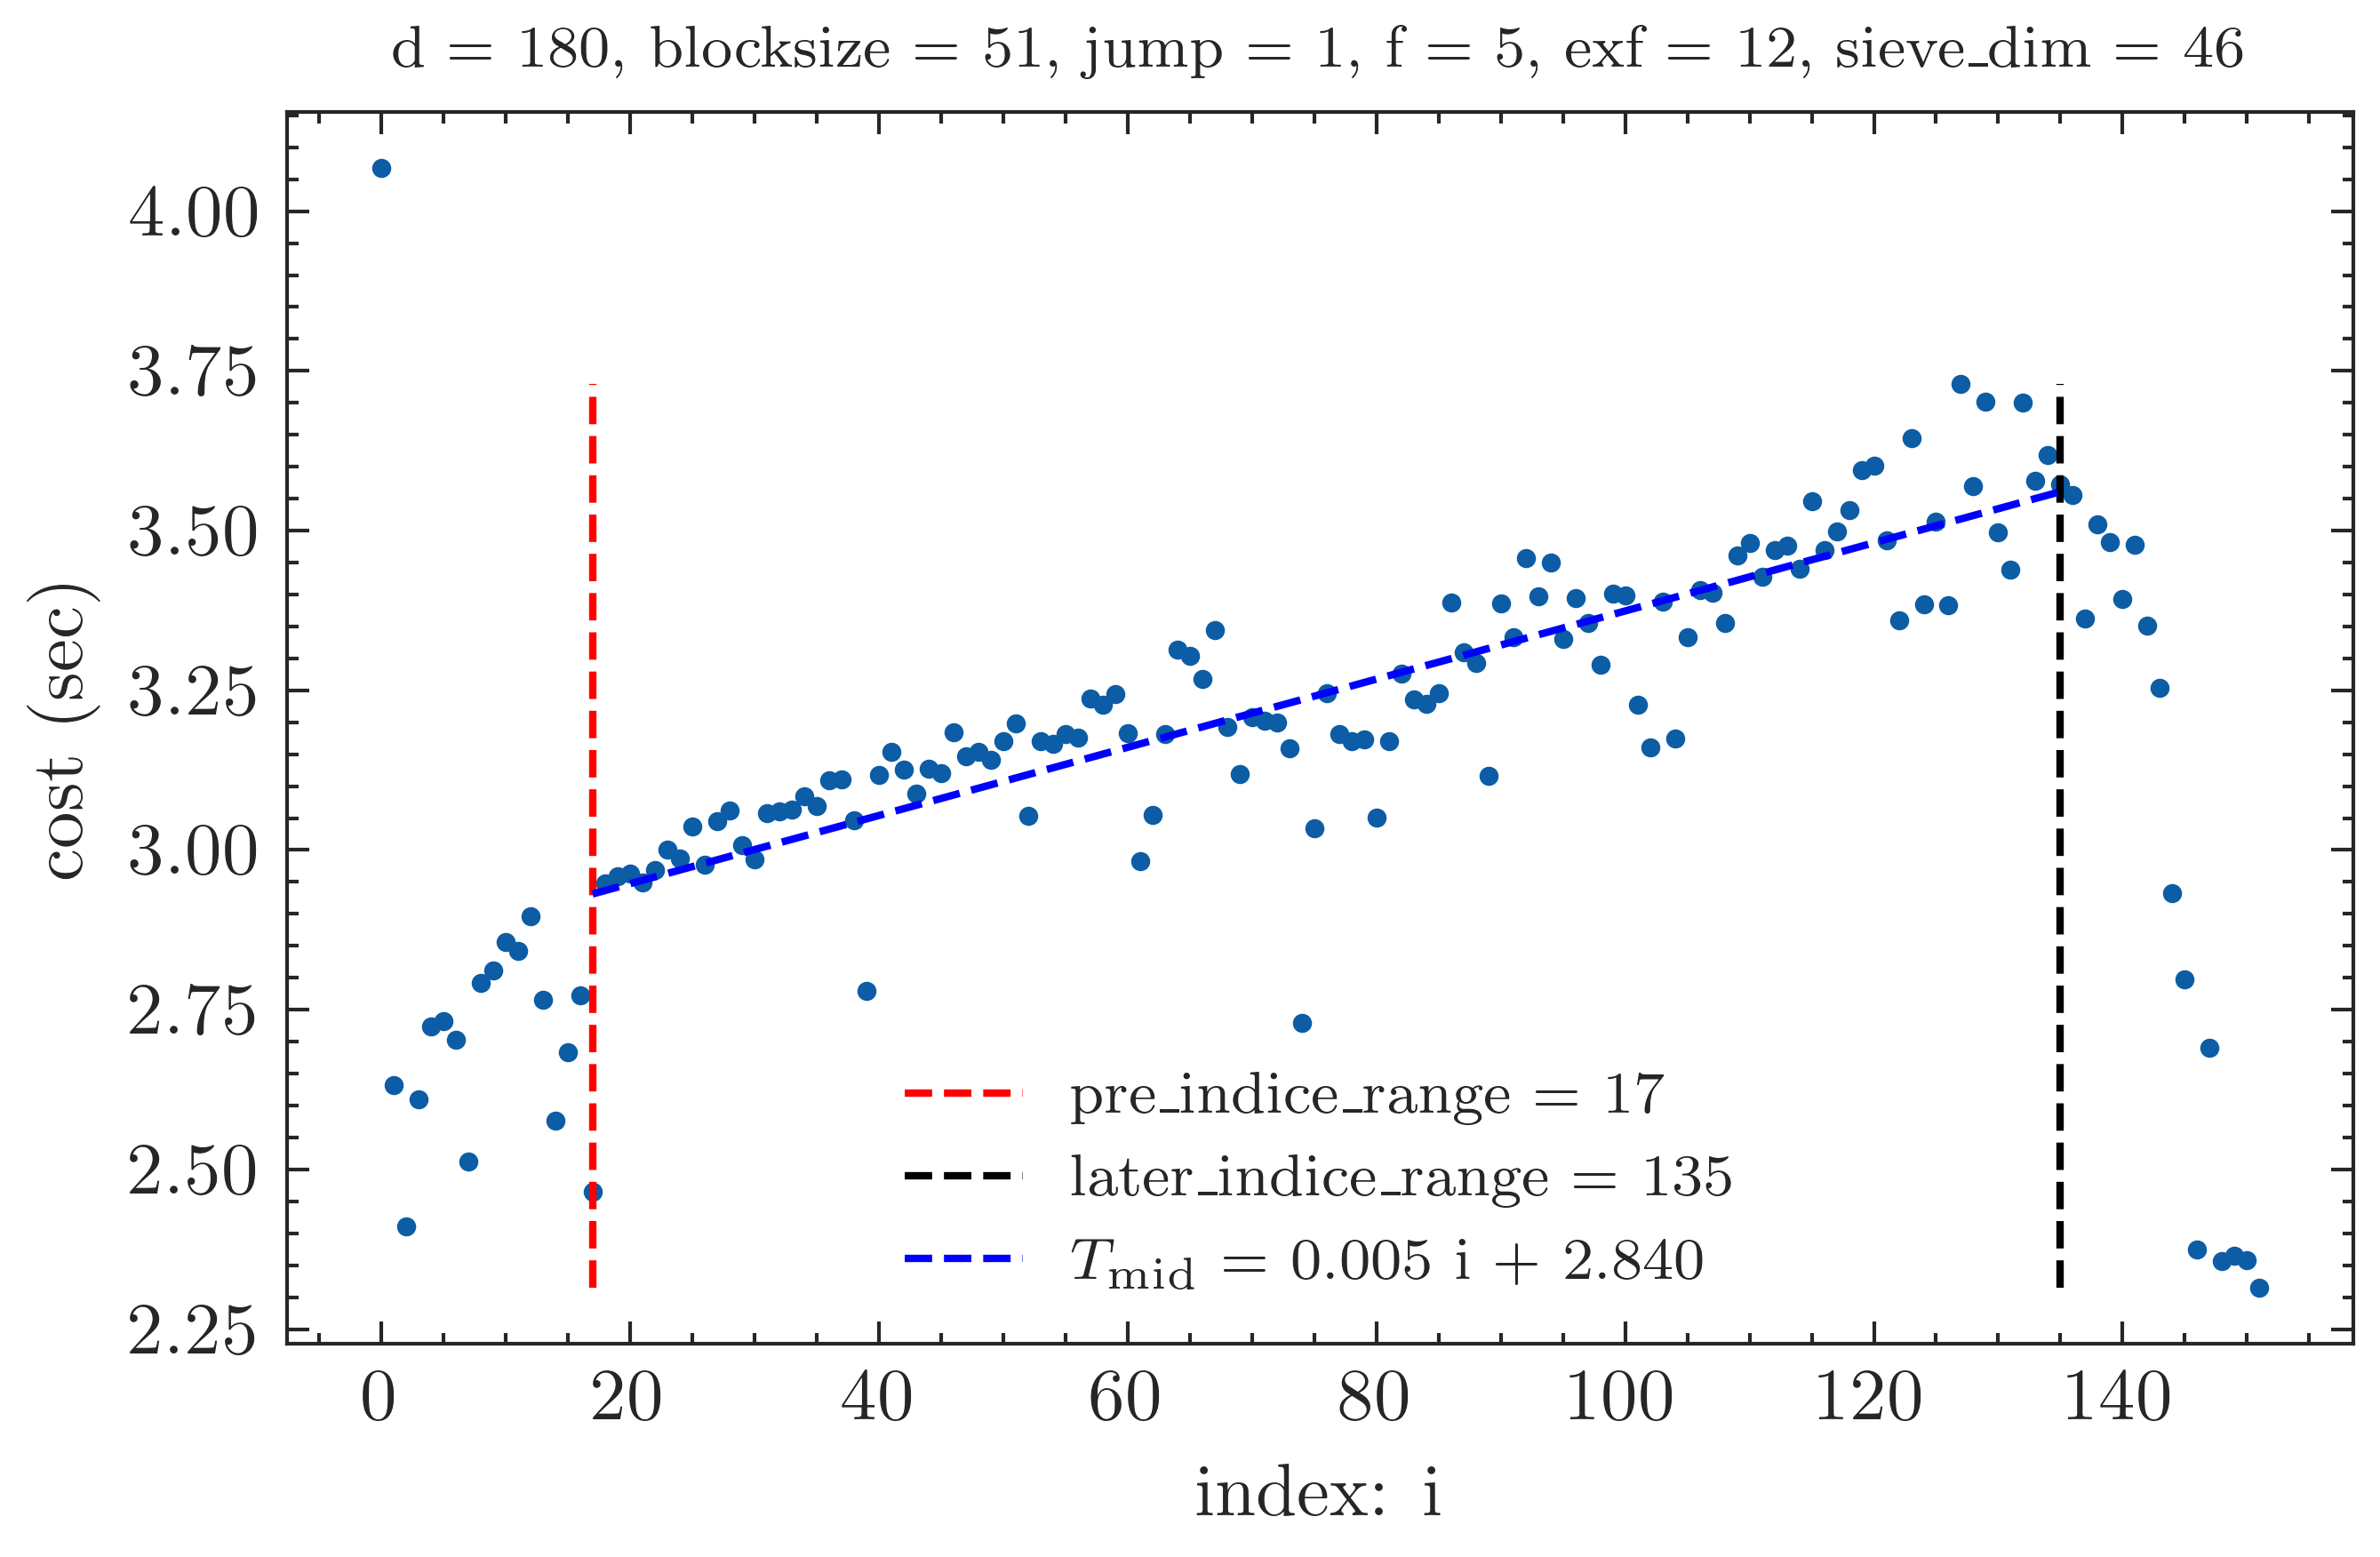 d = 180, blocksize = 51, jump = 1, f = 5, exf = 12, sieve_dim = 46
4.00
3.75
3.50
3.25
3.00
2.75
2.50
2.25
cost (sec)
pre_indice_range = 17
later_indice_range = 135
T_mid = 0.005 i + 2.840
0 20 40 60 80 100 120 140
index: i